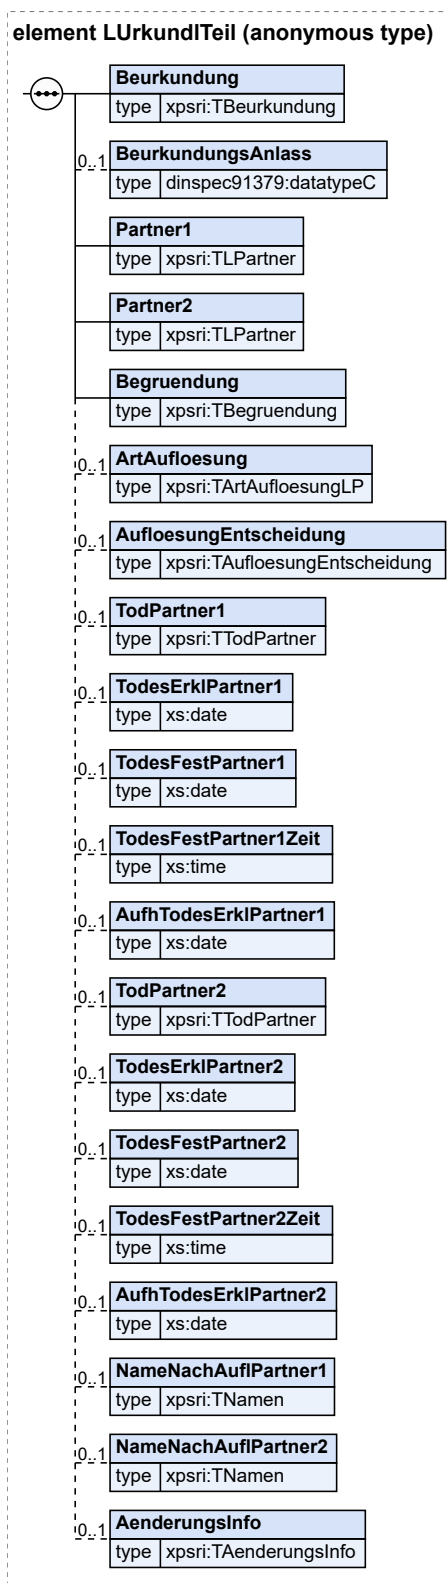 element LUrkundlTeil (anonymous type)
Beurkundung
type xpsri:TBeurkundung
0..1 BeurkundungsAnlass
type dinspec91379:datatypeC
Partner1
type xpsri:TLPartner
Partner2
type xpsri:TLPartner
Begruendung
type xpsri:TBegruendung
0..1 ArtAufloesung
type xpsri:TArtAufloesungLP
0..1 AufloesungEntscheidung
type xpsri:TAufloesungEntscheidung
0..1 TodPartner1
type xpsri:TTodPartner
0..1 TodesErklPartner1
type xs:date
0..1 TodesFestPartner1
type xs:date
0..1 TodesFestPartner1Zeit
type xs:time
0..1 AufhTodesErklPartner1
type xs:date
0..1 TodPartner2
type xpsri:TTodPartner
0..1 TodesErklPartner2
type xs:date
0..1 TodesFestPartner2
type xs:date
0..1 TodesFestPartner2Zeit
type xs:time
0..1 AufhTodesErklPartner2
type xs:date
0..1 NameNachAuflPartner1
type xpsri:TNamen
0..1 NameNachAuflPartner2
type xpsri:TNamen
0..1 AenderungsInfo
type xpsri:TAenderungsInfo